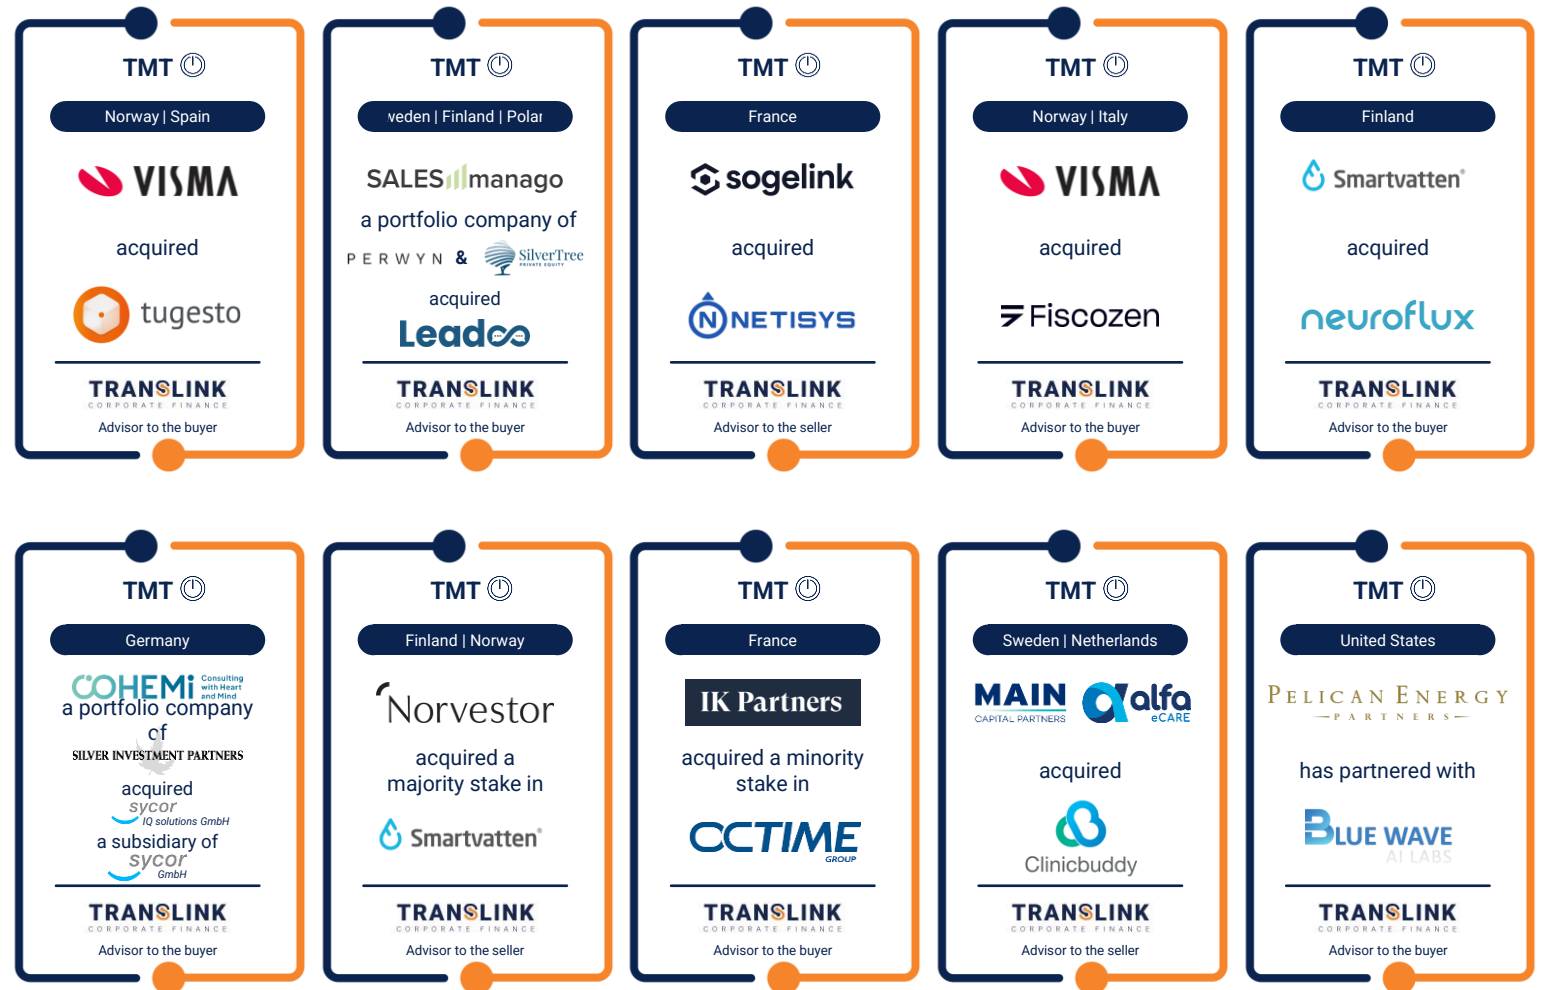 TMT
Norway | Spain
VISMA
acquired
tugesto
TRANSLINK
CORPORATE FINANCE
Advisor to the buyer
TMT
weden | Finland | Polar
SALESmanago
a portfolio company of
PERWYN & SilverTree
PRIVATE EQUITY
acquired
Leadoo
TRANSLINK
CORPORATE FINANCE
Advisor to the buyer
TMT
France
sogelink
acquired
N NETISYS
TRANSLINK
CORPORATE FINANCE
Advisor to the seller
TMT
Norway | Italy
VISMA
acquired
Fiscozen
TRANSLINK
CORPORATE FINANCE
Advisor to the buyer
TMT
Finland
Smartvatten®
acquired
neuroflux
TRANSLINK
CORPORATE FINANCE
Advisor to the buyer
TMT
Germany
COHEMi Consulting
with Heart
and Mind
a portfolio company
of
SILVER INVESTMENT PARTNERS
acquired
sycor
IQ solutions GmbH
a subsidiary of
sycor
GmbH
TRANSLINK
CORPORATE FINANCE
Advisor to the buyer
TMT
Finland | Norway
Norvestor
acquired a
majority stake in
Smartvatten®
TRANSLINK
CORPORATE FINANCE
Advisor to the seller
TMT
France
IK Partners
acquired a minority
stake in
OCTIME
GROUP
TRANSLINK
CORPORATE FINANCE
Advisor to the buyer
TMT
Sweden | Netherlands
MAIN
CAPITAL PARTNERS
alfa
eCARE
acquired
Clinicbuddy
TRANSLINK
CORPORATE FINANCE
Advisor to the seller
TMT
United States
PELICAN ENERGY
PARTNERS
has partnered with
BLUE WAVE
AI LABS
TRANSLINK
CORPORATE FINANCE
Advisor to the buyer